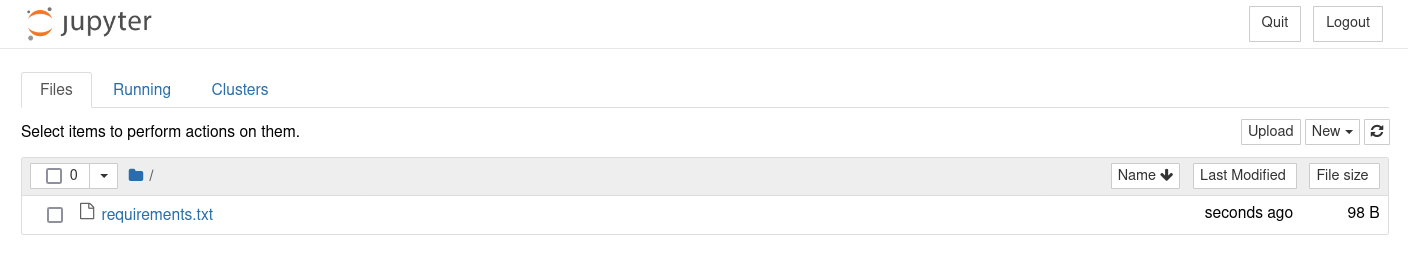 jupyter Quit Logout
Files Running Clusters
Select items to perform actions on them. Upload New
0 / Name Last Modified File size
requirements.txt seconds ago 98 B